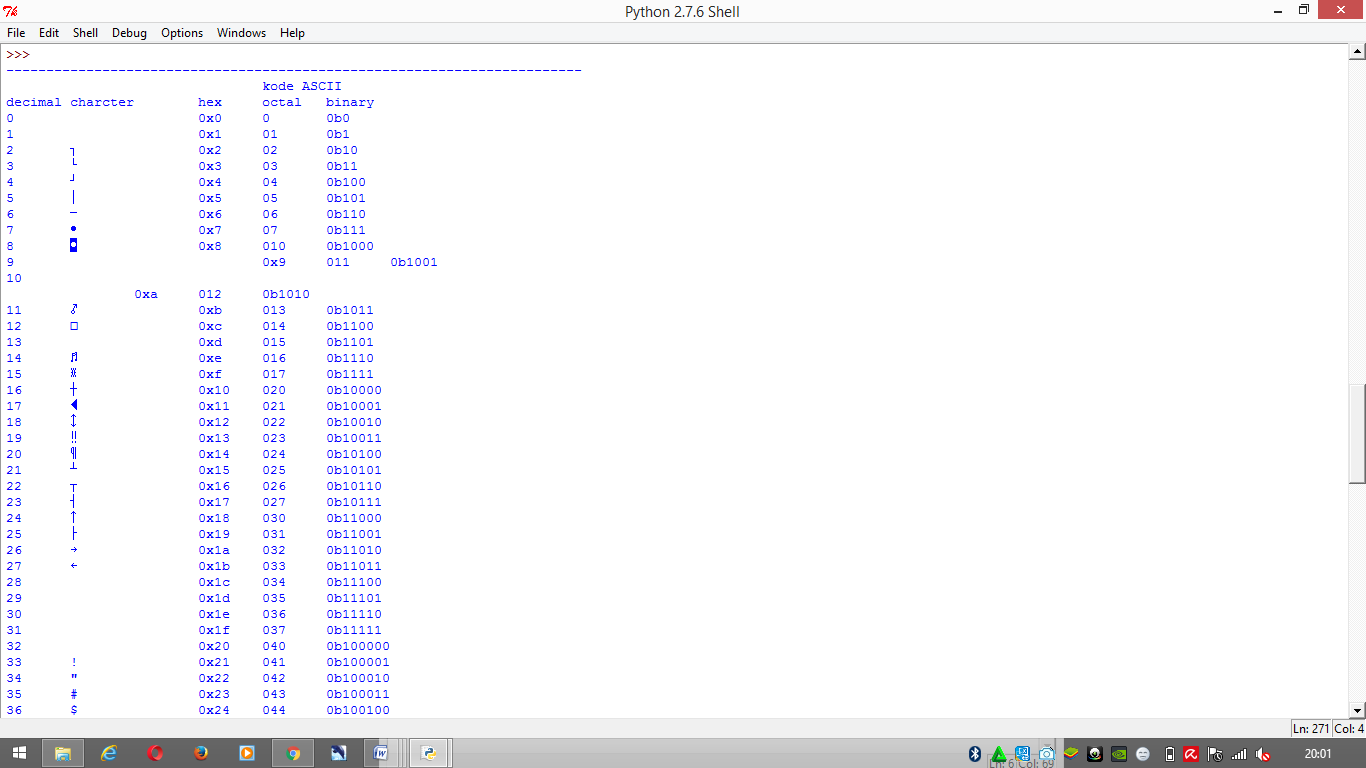 Python 2.7.6 Shell
File Edit Shell Debug Options Windows Help
>>>
------------------------------------------------------------------------
kode ASCII
decimal charcter hex octal binary
0 0x0 0 0b0
1 0x1 01 0b1
2 ┐ 0x2 02 0b10
3 └ 0x3 03 0b11
4 ┘ 0x4 04 0b100
5 │ 0x5 05 0b101
6 ─ 0x6 06 0b110
7 • 0x7 07 0b111
8 ◘ 0x8 010 0b1000
9 0x9 011 0b1001
10
0xa 012 0b1010
11 ♂ 0xb 013 0b1011
12 □ 0xc 014 0b1100
13 0xd 015 0b1101
14 ♫ 0xe 016 0b1110
15 ☼ 0xf 017 0b1111
16 ┼ 0x10 020 0b10000
17 ◄ 0x11 021 0b10001
18 ↕ 0x12 022 0b10010
19 ‼ 0x13 023 0b10011
20 ¶ 0x14 024 0b10100
21 ┴ 0x15 025 0b10101
22 ┬ 0x16 026 0b10110
23 ┤ 0x17 027 0b10111
24 ↑ 0x18 030 0b11000
25 ├ 0x19 031 0b11001
26 → 0x1a 032 0b11010
27 ← 0x1b 033 0b11011
28 0x1c 034 0b11100
29 0x1d 035 0b11101
30 0x1e 036 0b11110
31 0x1f 037 0b11111
32 0x20 040 0b100000
33 ! 0x21 041 0b100001
34 " 0x22 042 0b100010
35 # 0x23 043 0b100011
36 $ 0x24 044 0b100100
Ln: 271 Col: 4
Ln: 6 Col: 69
20:01